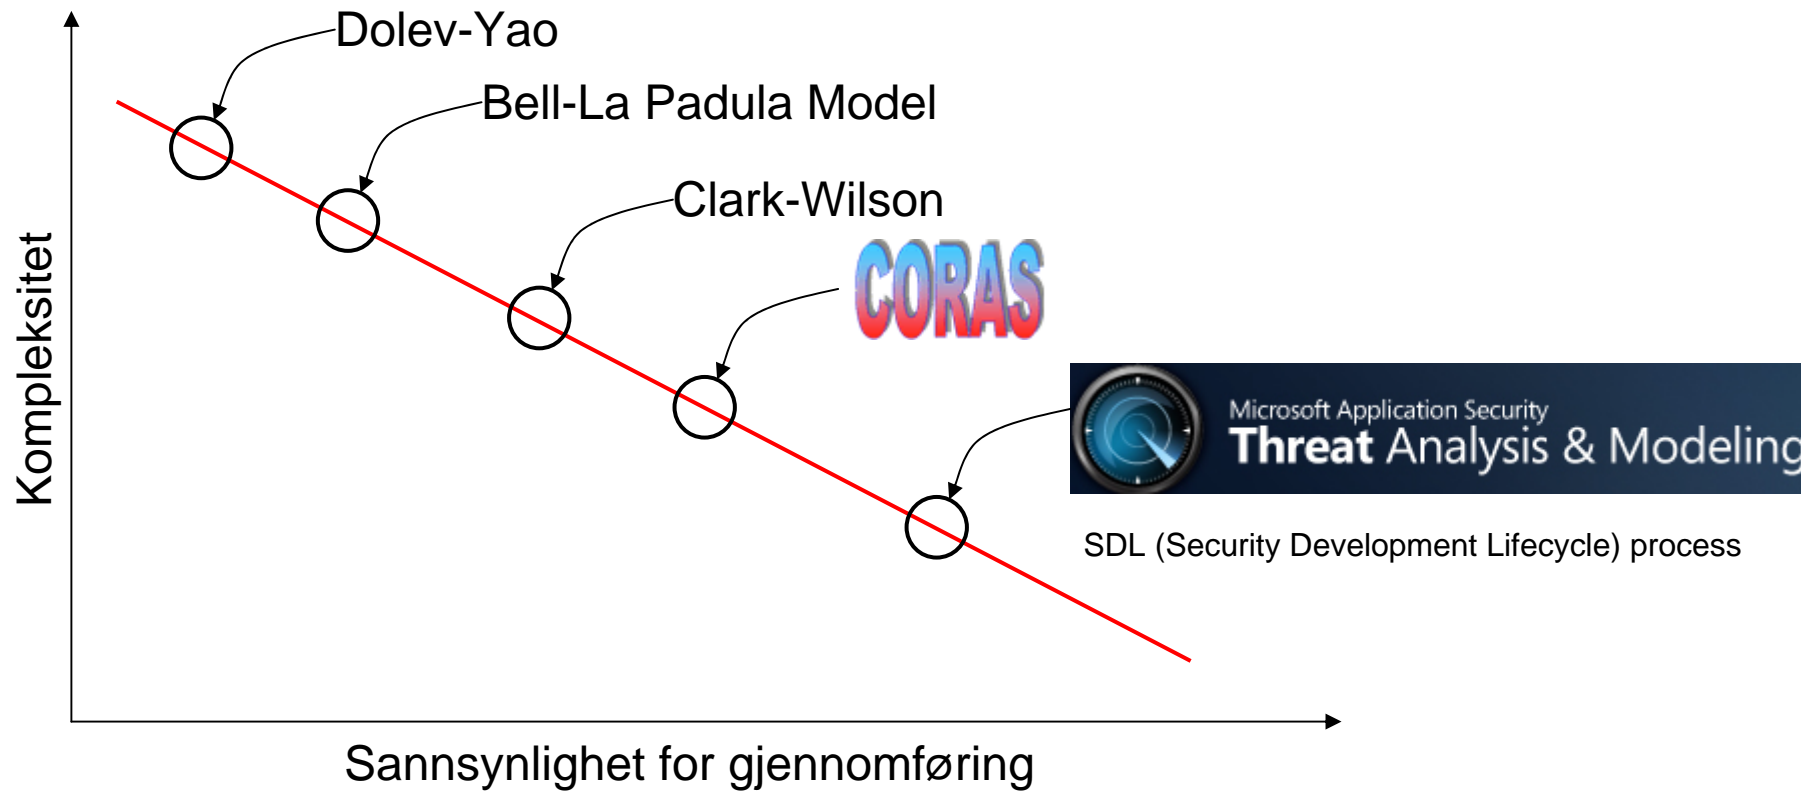 Dolev-Yao
Bell-La Padula Model
Clark-Wilson
CORAS
Kompleksitet
Microsoft Application Security
Threat Analysis & Modeling
SDL (Security Development Lifecycle) process
Sannsynlighet for gjennomføring